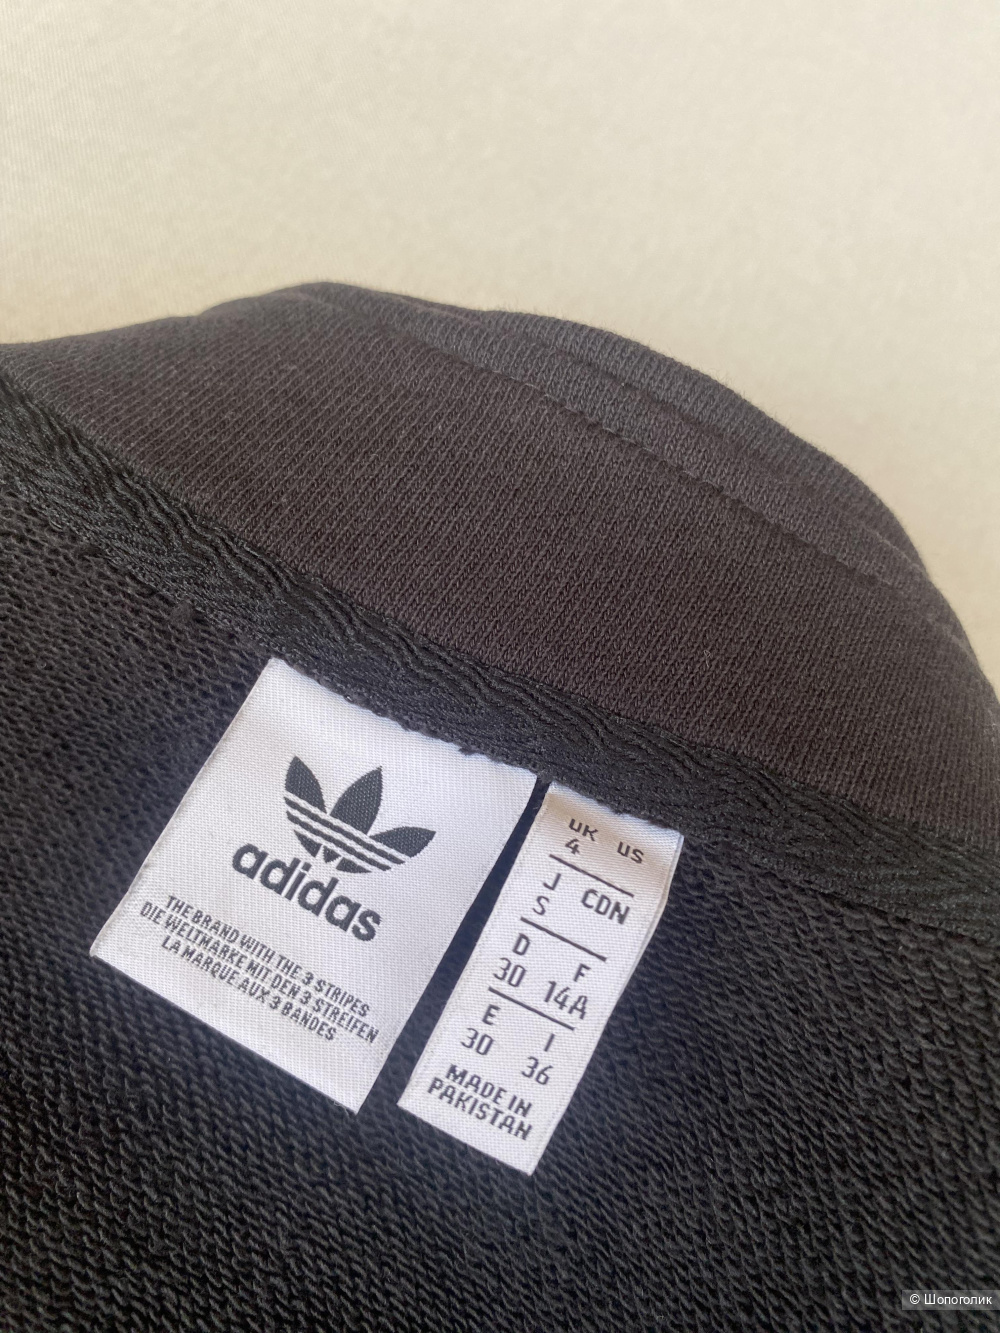 adidas
THE BRAND WITH THE 3 STRIPES
DIE WELTMARKE MIT DEN 3 STREIFEN
LA MARQUE AUX 3 BANDES
UK US
4
J CDN
S
D F
30 14A
E I
30 36
MADE IN
PAKISTAN
© Шопоголик